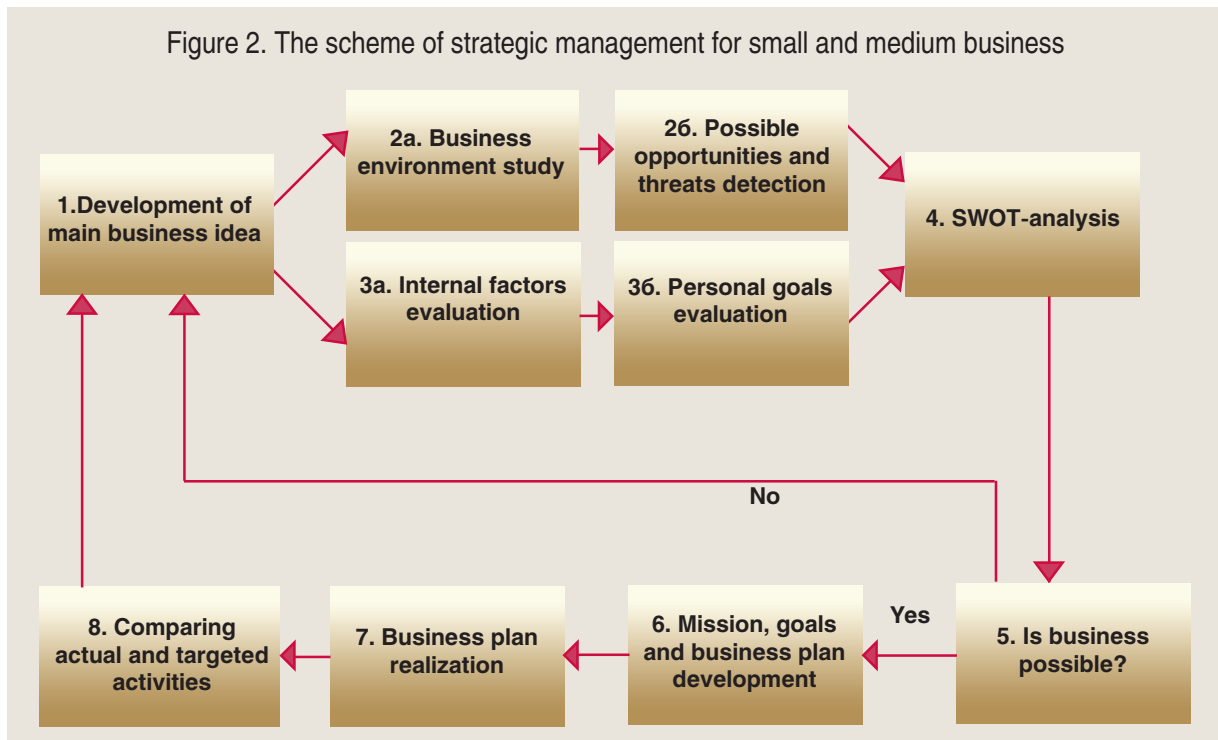 Figure 2. The scheme of strategic management for small and medium business
1.Development of
main business idea
2a. Business
environment study
2б. Possible
opportunities and
threats detection
3a. Internal factors
evaluation
3б. Personal goals
evaluation
4. SWOT-analysis
No
Yes
5. Is business
possible?
6. Mission, goals
and business plan
development
7. Business plan
realization
8. Comparing
actual and targeted
activities